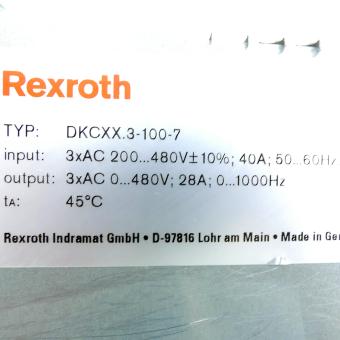 Rexroth
TYP: DKCXX.3-100-7
input: 3xAC 200...480V±10%; 40A; 50...60Hz
output: 3xAC 0...480V; 28A; 0...1000Hz
tA: 45°C
Rexroth Indramat GmbH • D-97816 Lohr am Main • Made in Ger